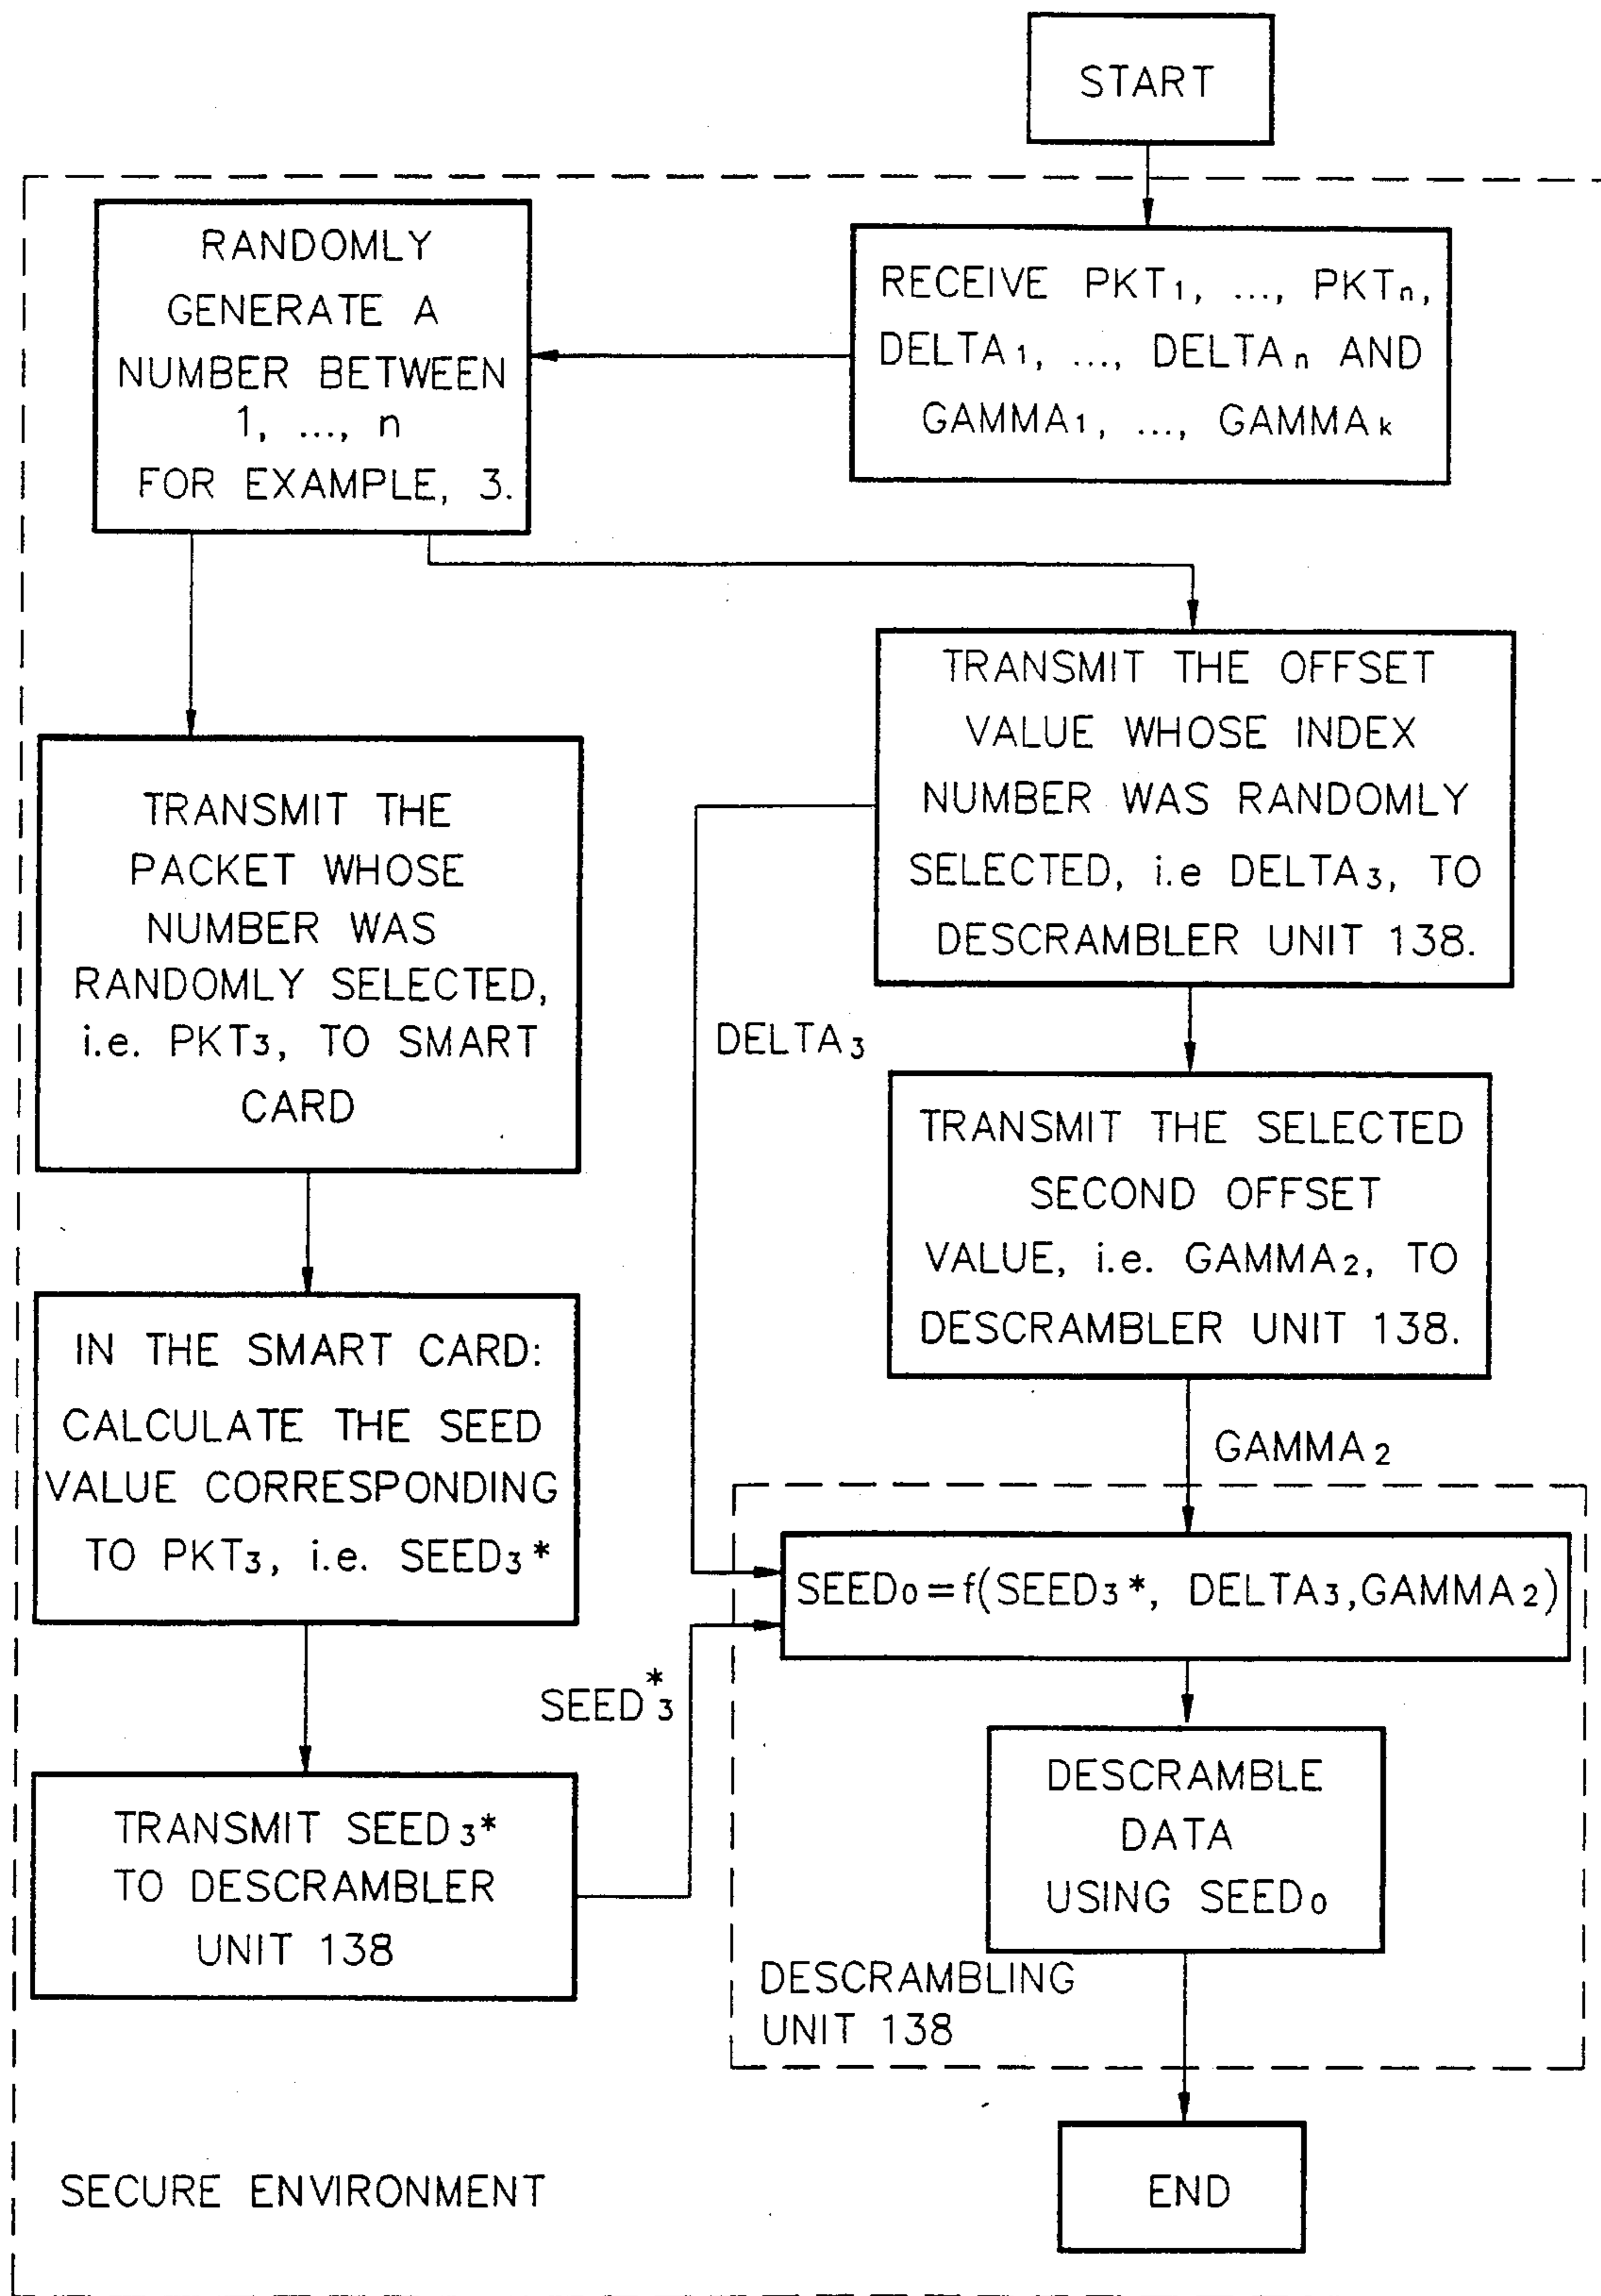 START
RECEIVE PKT₁, ..., PKTₙ,
DELTA₁, ..., DELTAₙ AND
GAMMA₁, ..., GAMMAₖ
RANDOMLY
GENERATE A
NUMBER BETWEEN
1, ..., n
FOR EXAMPLE, 3.
TRANSMIT THE
PACKET WHOSE
NUMBER WAS
RANDOMLY SELECTED,
i.e. PKT₃, TO SMART
CARD
TRANSMIT THE OFFSET
VALUE WHOSE INDEX
NUMBER WAS RANDOMLY
SELECTED, i.e DELTA₃, TO
DESCRAMBLER UNIT 138.
DELTA₃
TRANSMIT THE SELECTED
SECOND OFFSET
VALUE, i.e. GAMMA₂, TO
DESCRAMBLER UNIT 138.
GAMMA₂
IN THE SMART CARD:
CALCULATE THE SEED
VALUE CORRESPONDING
TO PKT₃, i.e. SEED₃*
SEED₀=f(SEED₃*, DELTA₃,GAMMA₂)
SEED₃*
TRANSMIT SEED₃*
TO DESCRAMBLER
UNIT 138
DESCRAMBLE
DATA
USING SEED₀
DESCRAMBLING
UNIT 138
SECURE ENVIRONMENT
END